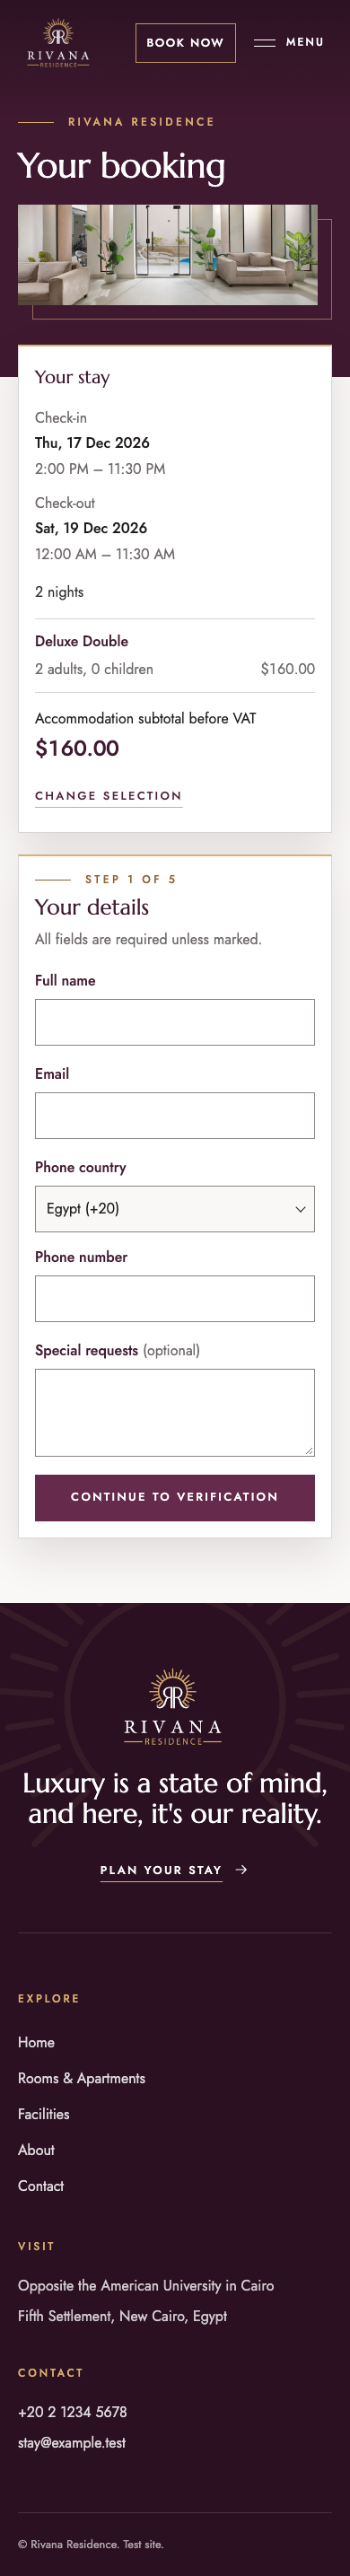 RIVANA
RESIDENCE
BOOK NOW
MENU
RIVANA RESIDENCE
Your booking
Your stay
Check-in
Thu, 17 Dec 2026
2:00 PM – 11:30 PM
Check-out
Sat, 19 Dec 2026
12:00 AM – 11:30 AM
2 nights
Deluxe Double
2 adults, 0 children $160.00
Accommodation subtotal before VAT
$160.00
CHANGE SELECTION
STEP 1 OF 5
Your details
All fields are required unless marked.
Full name
Email
Phone country
Egypt (+20)
Phone number
Special requests (optional)
CONTINUE TO VERIFICATION
RIVANA
RESIDENCE
Luxury is a state of mind,
and here, it's our reality.
PLAN YOUR STAY →
EXPLORE
Home
Rooms & Apartments
Facilities
About
Contact
VISIT
Opposite the American University in Cairo
Fifth Settlement, New Cairo, Egypt
CONTACT
+20 2 1234 5678
stay@example.test
© Rivana Residence. Test site.